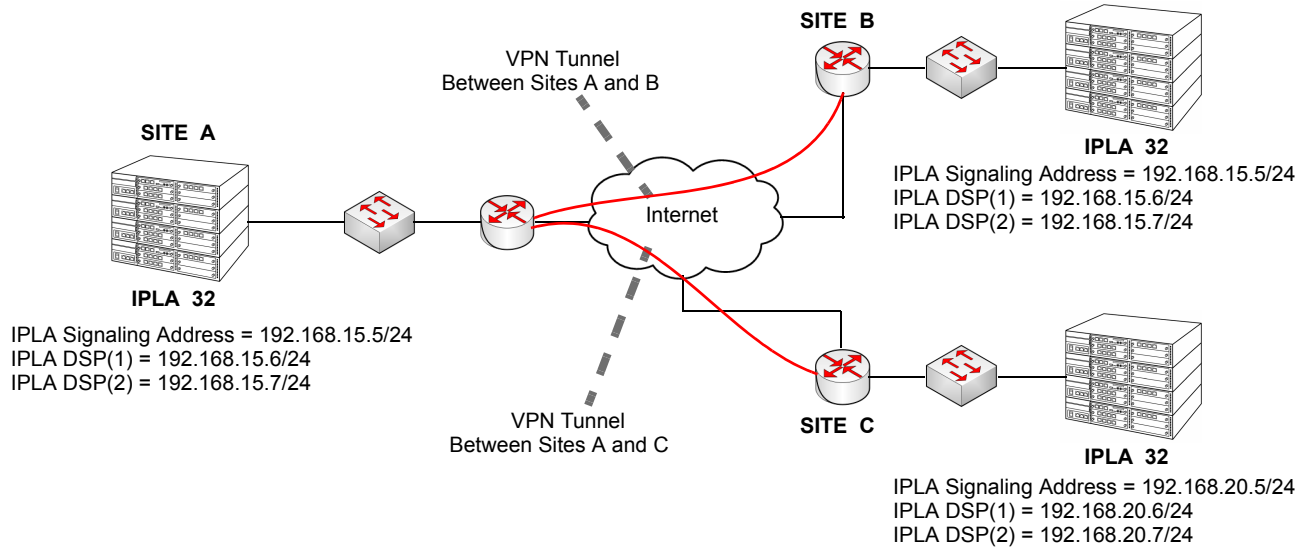 SITE B
VPN Tunnel
Between Sites A and B
SITE A
IPLA 32
IPLA Signaling Address = 192.168.15.5/24
IPLA DSP(1) = 192.168.15.6/24
IPLA DSP(2) = 192.168.15.7/24
Internet
IPLA 32
IPLA Signaling Address = 192.168.15.5/24
IPLA DSP(1) = 192.168.15.6/24
IPLA DSP(2) = 192.168.15.7/24
VPN Tunnel
Between Sites A and C
SITE C
IPLA 32
IPLA Signaling Address = 192.168.20.5/24
IPLA DSP(1) = 192.168.20.6/24
IPLA DSP(2) = 192.168.20.7/24